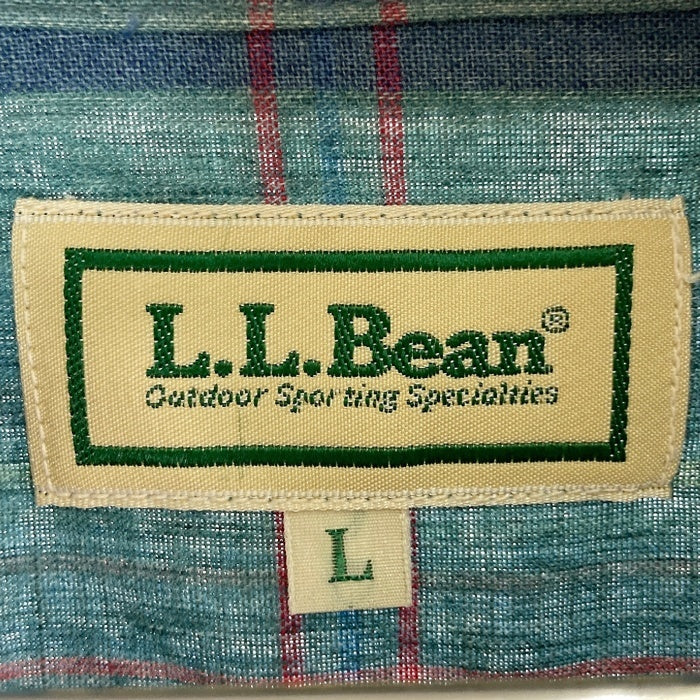 L.L.Bean®
Outdoor Sporting Specialties
L